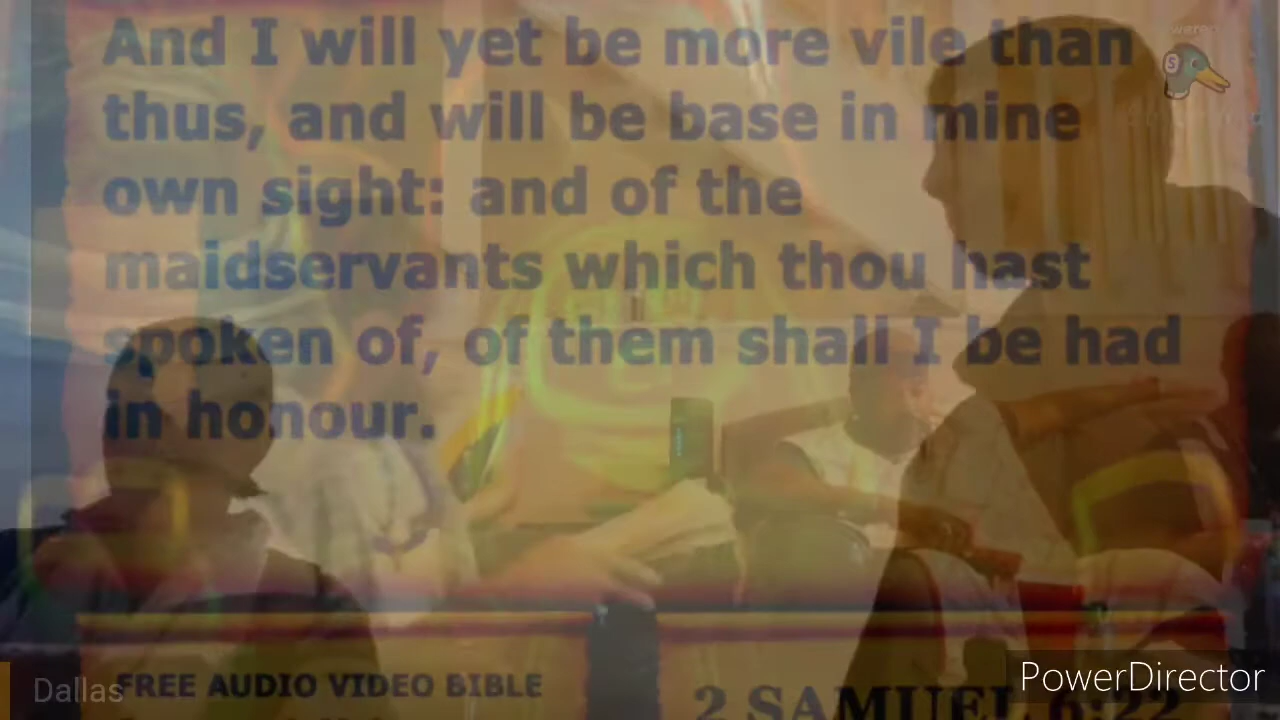 And I will yet be more vile than
thus, and will be base in mine
own sight: and of the
maidservants which thou hast
spoken of, of them shall I be had
in honour.
Dallas
FREE AUDIO VIDEO BIBLE
2 SAMUEL 6:22
PowerDirector